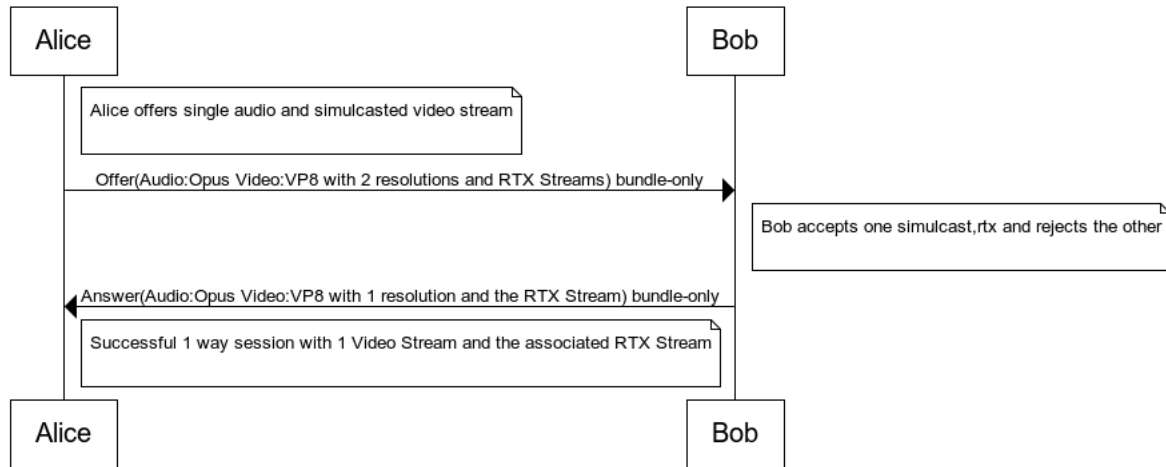 Alice
Bob
Alice offers single audio and simulcasted video stream
Offer(Audio:Opus Video:VP8 with 2 resolutions and RTX Streams) bundle-only
Bob accepts one simulcast,rtx and rejects the other
Answer(Audio:Opus Video:VP8 with 1 resolution and the RTX Stream) bundle-only
Successful 1 way session with 1 Video Stream and the associated RTX Stream
Alice
Bob